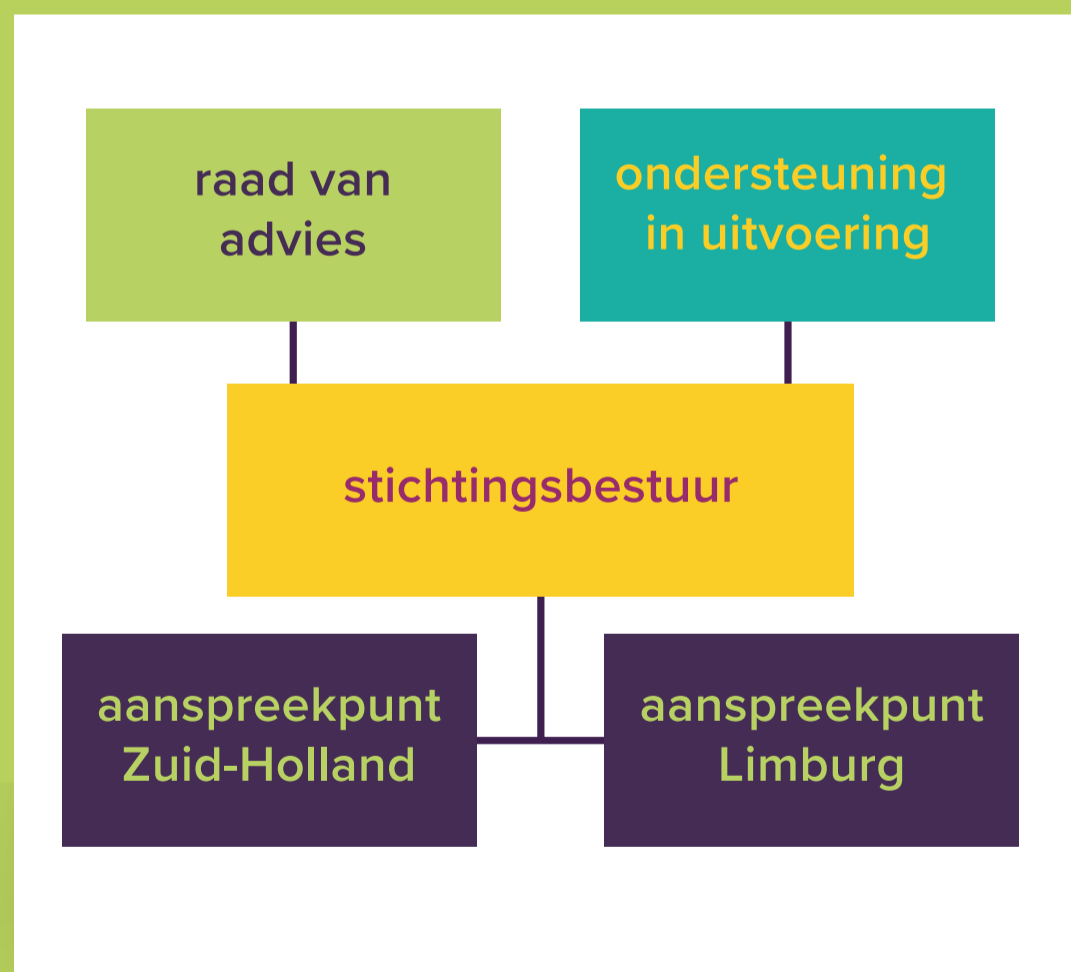 raad van
advies
ondersteuning
in uitvoering
stichtingsbestuur
aanspreekpunt
Zuid-Holland
aanspreekpunt
Limburg